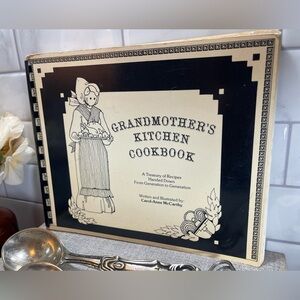 GRANDMOTHER'S
KITCHEN
COOKBOOK
A Treasury of Recipes
Handed Down
From Generation to Generation
Written and Illustrated by
Carol-Anne McCarthy